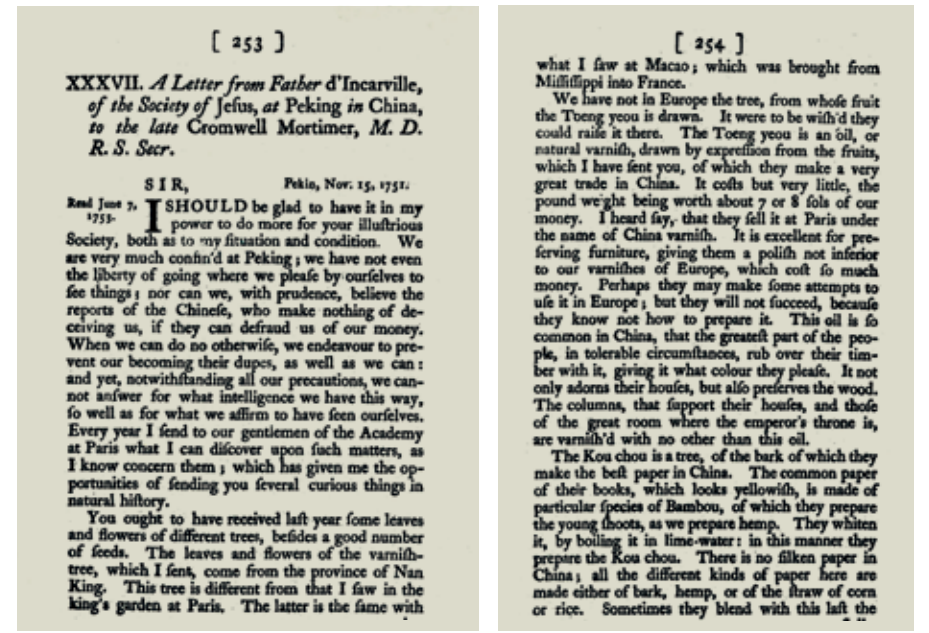 [ 253 ]
XXXVII. A Letter from Father d'Incarville,
of the Society of Jeſus, at Peking in China,
to the late Cromwell Mortimer, M. D.
R. S. Secr.
SIR, Pekin, Nov. 15, 1751.
Read June 7,
1753.
I SHOULD be glad to have it in my
power to do more for your illuſtrious
Society, both as to my ſituation and condition. We
are very much confin'd at Peking; we have not even
the liberty of going where we pleaſe by ourſelves to
ſee things; nor can we, with prudence, believe the
reports of the Chineſe, who make nothing of de-
ceiving us, if they can defraud us of our money.
When we can do no otherwiſe, we endeavour to pre-
vent our becoming their dupes, as well as we can:
and yet, notwithſtanding all our precautions, we can-
not anſwer for what intelligence we have this way,
ſo well as for what we affirm to have ſeen ourſelves.
Every year I ſend to our gentlemen of the Academy
at Paris what I can diſcover upon ſuch matters, as
I know concern them; which has given me the op-
portunities of ſending you ſeveral curious things in
natural hiſtory.
You ought to have received laſt year ſome leaves
and flowers of different trees, beſides a good number
of ſeeds. The leaves and flowers of the varniſh-
tree, which I ſent, come from the province of Nan
King. This tree is different from that I ſaw in the
king's garden at Paris. The latter is the ſame with
[ 254 ]
what I ſaw at Macao; which was brought from
Miſſiſſippi into France.
We have not in Europe the tree, from whoſe fruit
the Toeng yeou is drawn. It were to be wiſh'd they
could raiſe it there. The Toeng yeou is an oil, or
natural varniſh, drawn by expreſſion from the fruits,
which I have ſent you, of which they make a very
great trade in China. It coſts but very little, the
pound weight being worth about 7 or 8 ſols of our
money. I heard ſay, that they ſell it at Paris under
the name of China varniſh. It is excellent for pre-
ſerving furniture, giving them a poliſh not inferior
to our varniſhes of Europe, which coſt ſo much
money. Perhaps they may make ſome attempts to
uſe it in Europe; but they will not ſucceed, becauſe
they know not how to prepare it. This oil is ſo
common in China, that the greateſt part of the peo-
ple, in tolerable circumſtances, rub over their tim-
ber with it, giving it what colour they pleaſe. It not
only adorns their houſes, but alſo preſerves the wood.
The columns, that ſupport their houſes, and thoſe
of the great room where the emperor's throne is,
are varniſh'd with no other than this oil.
The Kou chou is a tree, of the bark of which they
make the beſt paper in China. The common paper
of their books, which looks yellowiſh, is made of
particular ſpecies of Bambou, of which they prepare
the young ſhoots, as we prepare hemp. They whiten
it, by boiling it in lime-water: in this manner they
prepare the Kou chou. There is no ſilken paper in
China; all the different kinds of paper here are
made either of bark, hemp, or of the ſtraw of corn
or rice. Sometimes they blend with this laſt the